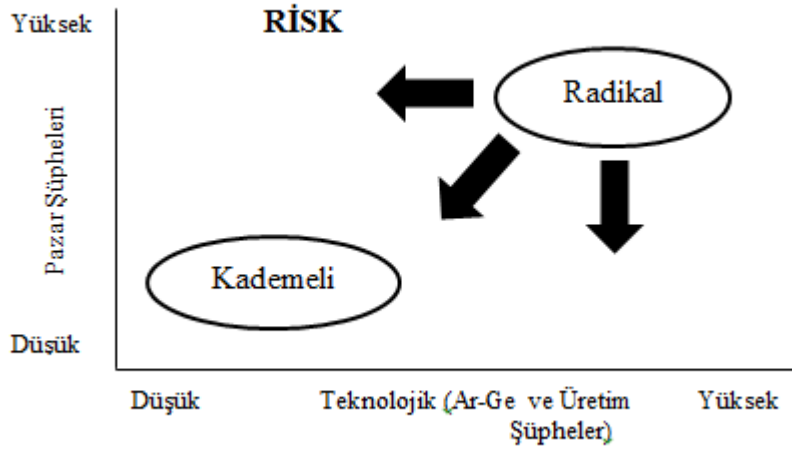 Yüksek
RİSK
Radikal
Pazar Şüpheleri
Kademeli
Düşük
Düşük
Teknolojik (Ar-Ge ve Üretim
Şüpheler)
Yüksek